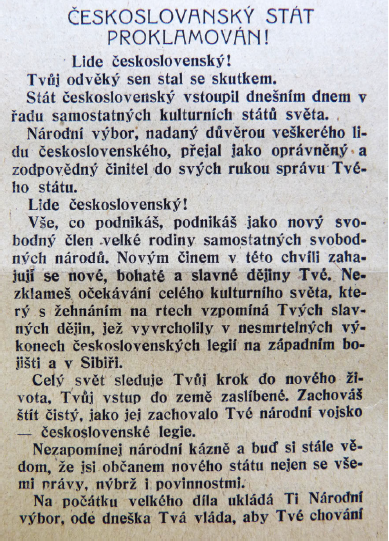 ČESKOSLOVANSKÝ STÁT
PROKLAMOVÁN!
Lide československý!
Tvůj odvěký sen stal se skutkem.
Stát československý vstoupil dnešním dnem v
řadu samostatných kulturních států světa.
Národní výbor, nadaný důvěrou veškerého li
du československého, přejal jako oprávněný a
zodpovědný činitel do svých rukou správu Tvé-
ho státu.
Lide československý!
Vše, co podnikáš, podnikáš jako nový svo-
bodný člen velké rodiny samostatných svobod-
ných národů. Novým činem v této chvíli zaha-
jují se nové, bohaté a slavné dějiny Tvé. Ne-
zklameš očekávání celého kulturního světa, kte-
rý s žehnáním na rtech vzpomíná Tvých slav-
ných dějin, jež vyvrcholily v nesmrtelných vý-
konech československých legií na západním bo-
jišti a v Sibiři.
Celý svět sleduje Tvůj krok do nového ži-
vota, Tvůj vstup do země zaslíbené. Zachováš
štít čistý, jako jej zachovalo Tvé národní vojsko
— československé legie.
Nezapomínej národní kázně a buď si stále vě-
dom, že jsi občanem nového státu nejen se vše-
mi právy, nýbrž i povinnostmi.
Na počátku velkého díla ukládá Ti Národní
výbor, ode dneška Tvá vláda, aby Tvé chování